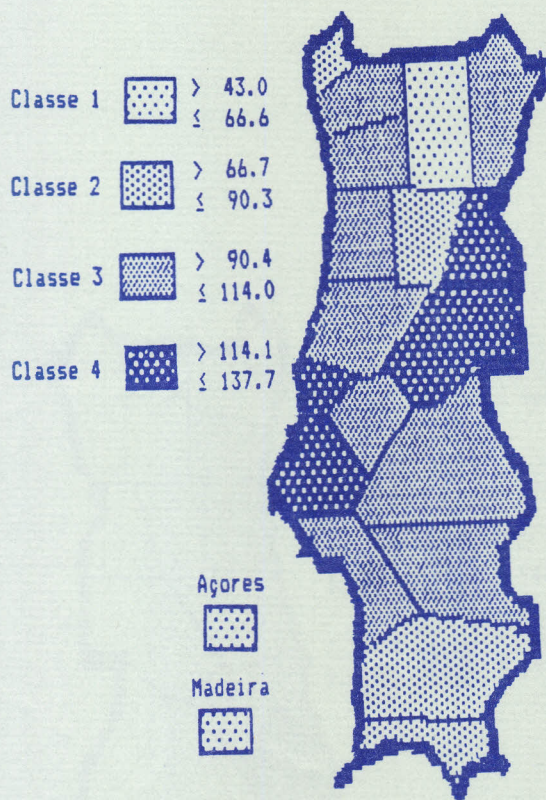 Classe 1 > 43.0
≤ 66.6
Classe 2 > 66.7
≤ 90.3
Classe 3 > 90.4
≤ 114.0
Classe 4 > 114.1
≤ 137.7
Açores
Madeira